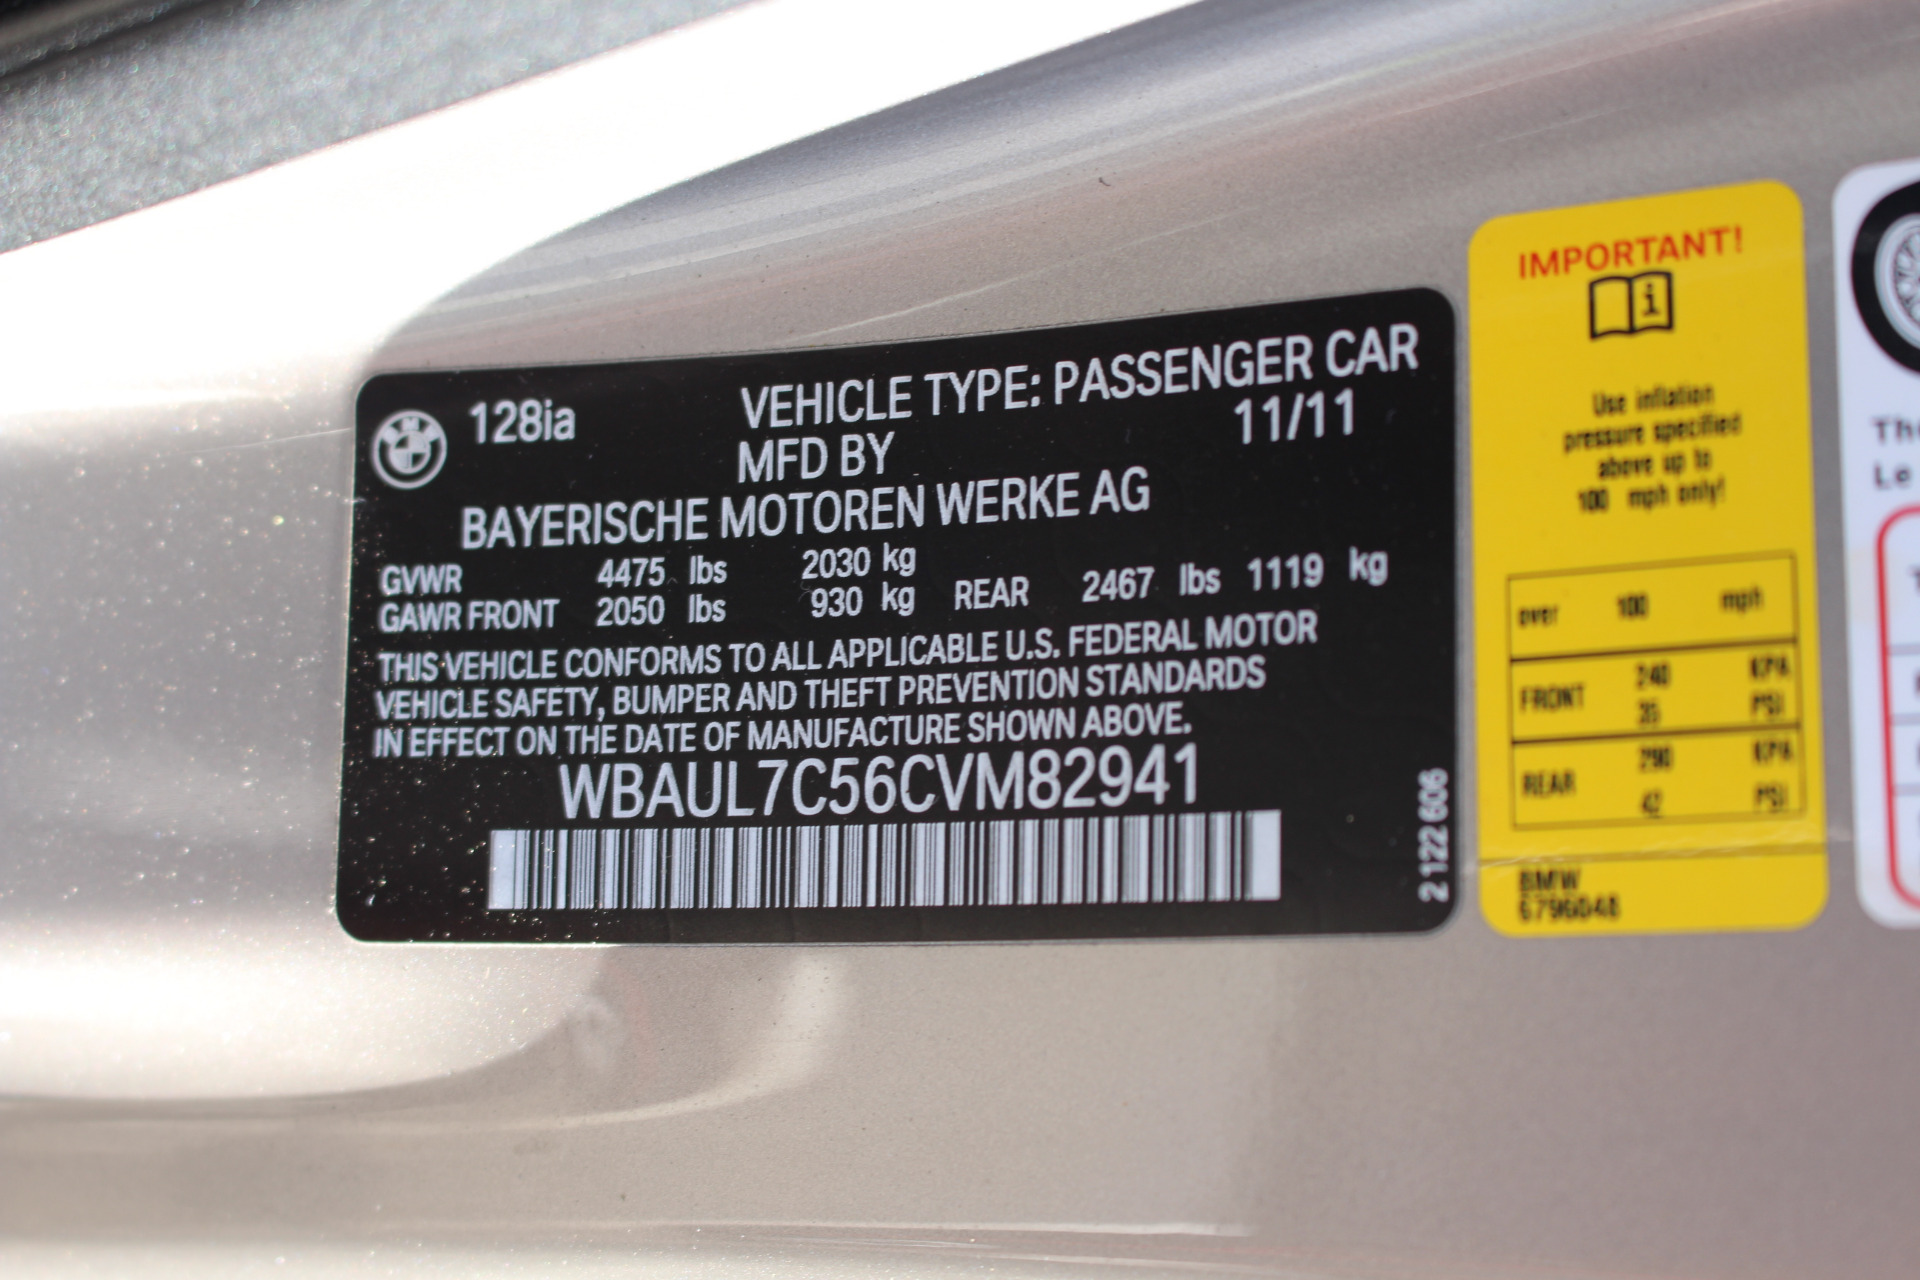 128ia
VEHICLE TYPE: PASSENGER CAR
MFD BY 11/11
BAYERISCHE MOTOREN WERKE AG
GVWR 4475 lbs 2030 kg
GAWR FRONT 2050 lbs 930 kg REAR 2467 lbs 1119 kg
THIS VEHICLE CONFORMS TO ALL APPLICABLE U.S. FEDERAL MOTOR
VEHICLE SAFETY, BUMPER AND THEFT PREVENTION STANDARDS
IN EFFECT ON THE DATE OF MANUFACTURE SHOWN ABOVE.
WBAUL7C56CVM82941
2122606
IMPORTANT!
i
Use inflation
pressure specified
above up to
100 mph only!
over 100 mph
FRONT 240 KPA
35 PSI
REAR 290 KPA
42 PSI
BMW
6796048
Le